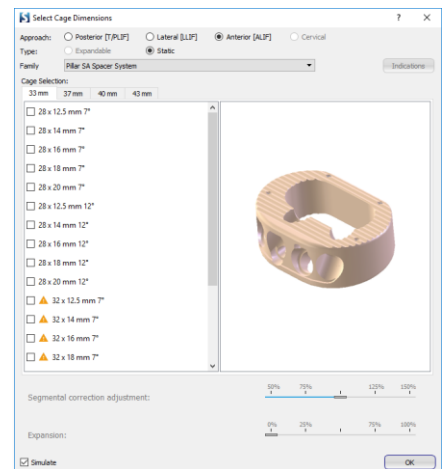 Select Cage Dimensions ? ×
Approach: Posterior [T/PLIF] Lateral [LLIF] Anterior [ALIF] Cervical
Type: Expandable Static
Family Pillar SA Spacer System Indications
Cage Selection:
33 mm 37 mm 40 mm 43 mm
28 x 12.5 mm 7°
28 x 14 mm 7°
28 x 16 mm 7°
28 x 18 mm 7°
28 x 20 mm 7°
28 x 12.5 mm 12°
28 x 14 mm 12°
28 x 16 mm 12°
28 x 18 mm 12°
28 x 20 mm 12°
32 x 12.5 mm 7°
32 x 14 mm 7°
32 x 16 mm 7°
32 x 18 mm 7°
50% 75% 125% 150%
Segmental correction adjustment:
0% 25% 75% 100%
Expansion:
Simulate OK